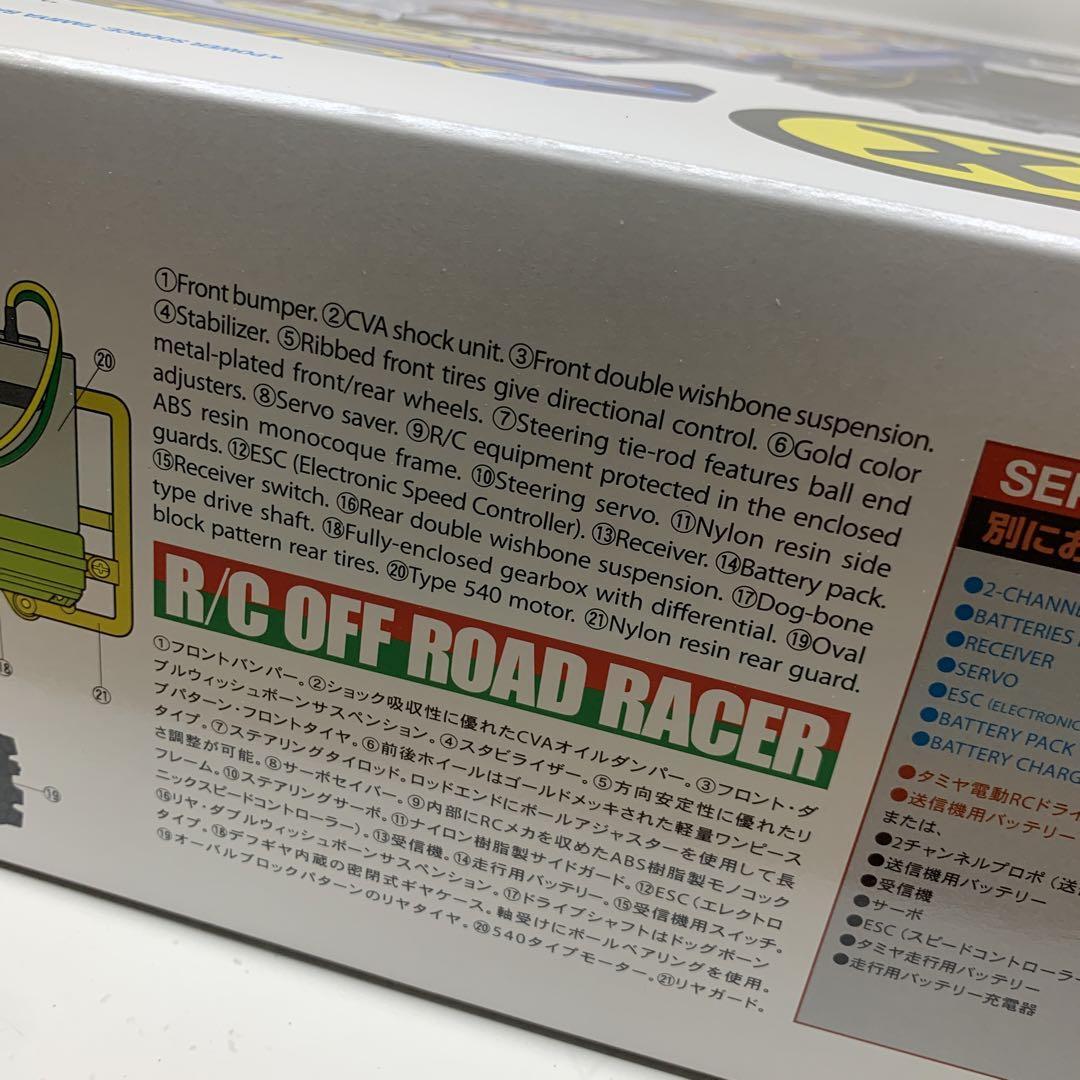 POWER SOURCE: TAMIYA
①Front bumper. ②CVA shock unit. ③Front double wishbone suspension.
④Stabilizer. ⑤Ribbed front tires give directional control. ⑥Gold color
metal-plated front/rear wheels. ⑦Steering tie-rod features ball end
adjusters. ⑧Servo saver. ⑨R/C equipment protected in the enclosed
ABS resin monocoque frame. ⑩Steering servo. ⑪Nylon resin side
guards. ⑫ESC (Electronic Speed Controller). ⑬Receiver. ⑭Battery pack.
⑮Receiver switch. ⑯Rear double wishbone suspension. ⑰Dog-bone
type drive shaft. ⑱Fully-enclosed gearbox with differential. ⑲Oval
block pattern rear tires. ⑳Type 540 motor. ㉑Nylon resin rear guard.
R/C OFF ROAD RACER
①フロントバンパー。②ショック吸収性に優れたCVAオイルダンパー。③フロント・ダ
ブルウィッシュボーンサスペンション。④スタビライザー。⑤方向安定性に優れたリ
ブパターン・フロントタイヤ。⑥前後ホイールはゴールドメッキされた軽量ワンピース
タイプ。⑦ステアリングタイロッド。ロッドエンドにボールアジャスターを使用して長
さ調整が可能。⑧サーボセイバー。⑨内部にRCメカを収めたABS樹脂製モノコック
フレーム。⑩ステアリングサーボ。⑪ナイロン樹脂製サイドガード。⑫ESC（エレクトロ
ニックスピードコントローラー）。⑬受信機。⑭走行用バッテリー。⑮受信機用スイッチ。
⑯リヤ・ダブルウィッシュボーンサスペンション。⑰ドライブシャフトはドッグボーン
タイプ。⑱デフギヤ内蔵の密閉式ギヤケース。軸受けにボールベアリングを使用。
⑲オーバルブロックパターンのリヤタイヤ。⑳540タイプモーター。㉑リヤガード。
⑳
⑱
㉑
⑲
別にお
●2-CHANNE
●BATTERIES
●RECEIVER
●SERVO
●ESC (ELECTRONIC
●BATTERY PACK
●BATTERY CHARG
●タミヤ電動RCドライ
●送信機用バッテリー
または、
●2チャンネルプロポ（送
●送信機用バッテリー
●受信機
●サーボ
●ESC（スピードコントローラー
●タミヤ走行用バッテリー
●走行用バッテリー充電器